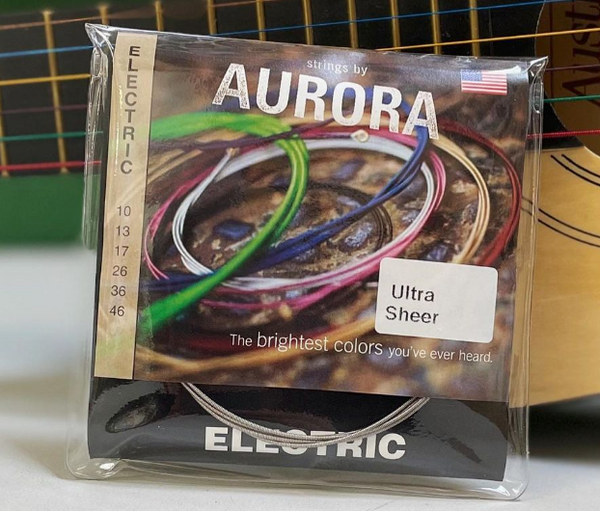 strings by
AURORA
ELECTRIC
10
13
17
26
36
46
Ultra
Sheer
The brightest colors you've ever heard.
ELECTRIC